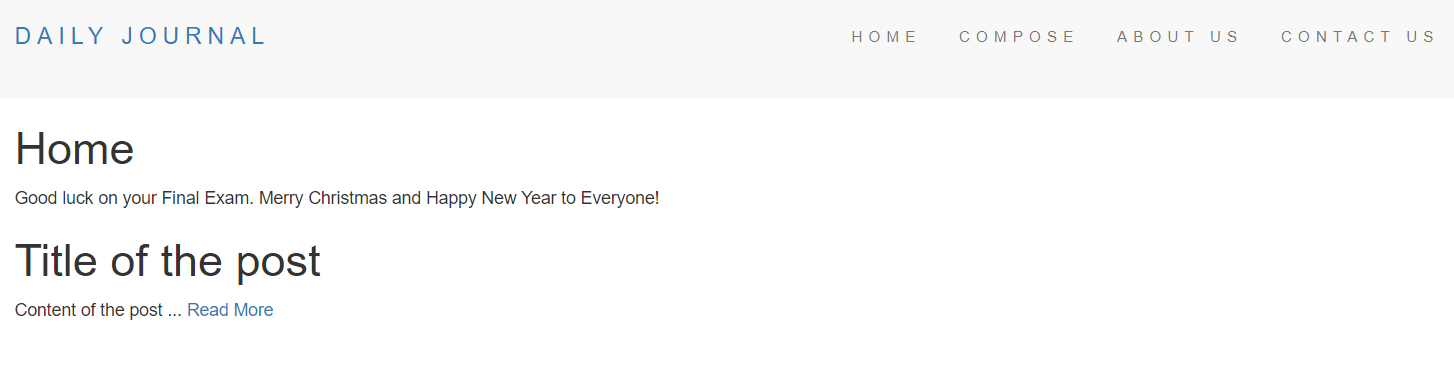 DAILY JOURNAL
HOME COMPOSE ABOUT US CONTACT US
Home
Good luck on your Final Exam. Merry Christmas and Happy New Year to Everyone!
Title of the post
Content of the post ... Read More